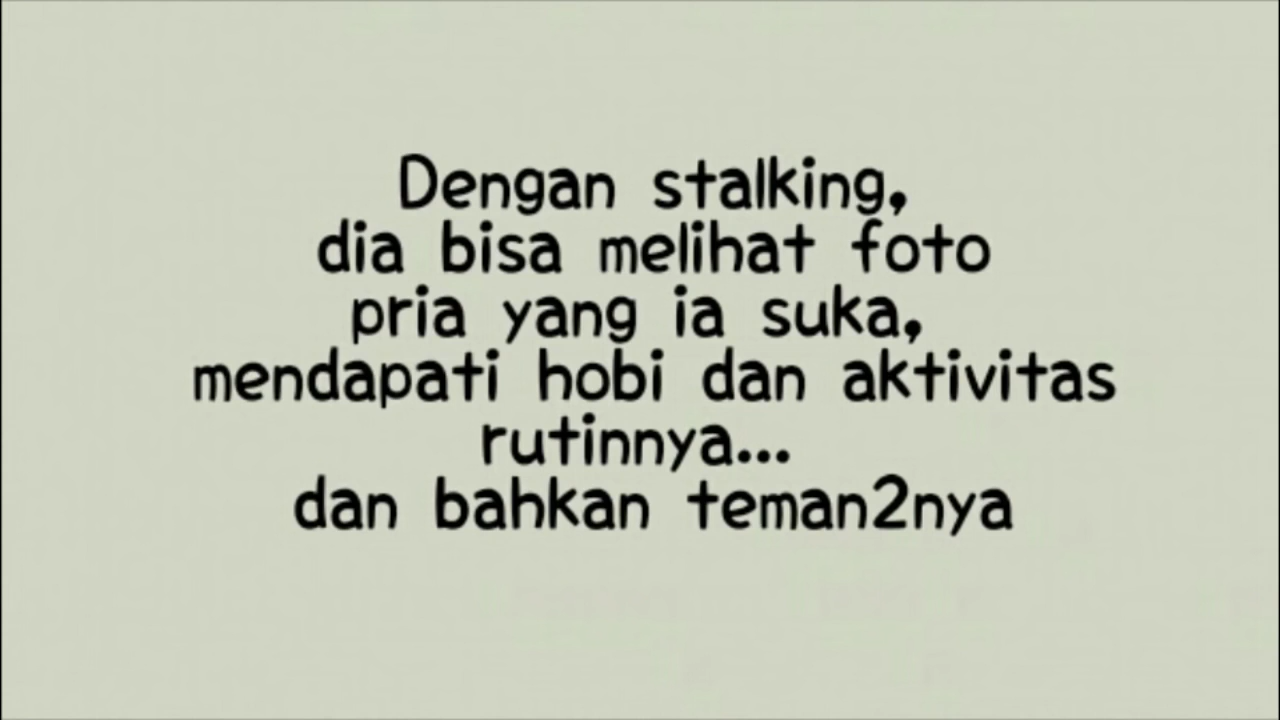 Dengan stalking,
dia bisa melihat foto
pria yang ia suka,
mendapati hobi dan aktivitas
rutinnya...
dan bahkan teman2nya